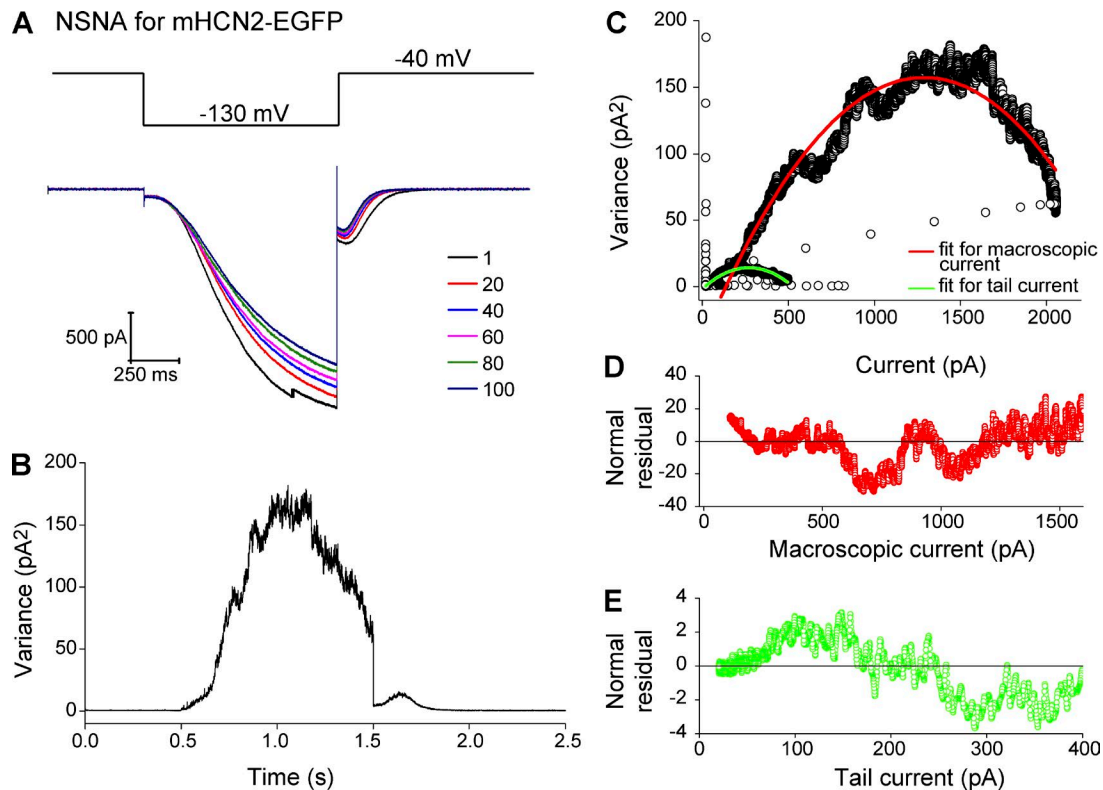 A NSNA for mHCN2-EGFP
-40 mV
-130 mV
1
20
40
60
80
100
500 pA
250 ms
B
200
150
100
50
0
Variance (pA2)
0.0 0.5 1.0 1.5 2.0 2.5
Time (s)
C
200
150
100
50
0
Variance (pA2)
fit for macroscopic
current
fit for tail current
0 500 1000 1500 2000
Current (pA)
D
40
20
0
-20
-40
Normal
residual
0 500 1000 1500
Macroscopic current (pA)
E
4
2
0
-2
-4
Normal
residual
0 100 200 300 400
Tail current (pA)